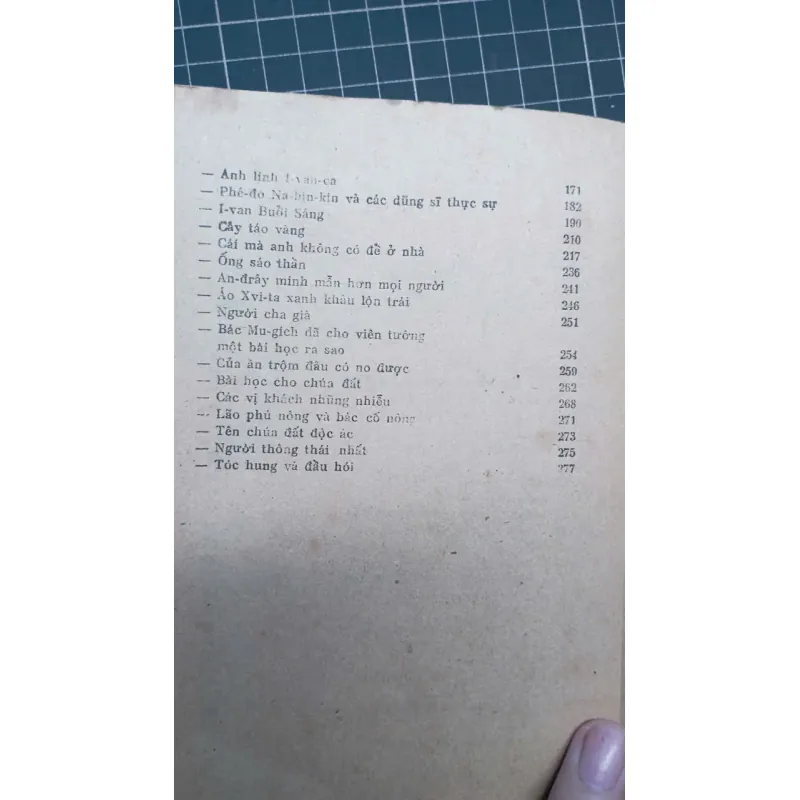 — Anh lính I-van-ca 171
— Phê-đo Na-bin-kin và các dũng sĩ thực sự 182
— I-van Buổi Sáng 190
— Cây táo vàng 210
— Cái mà anh không có để ở nhà 217
— Ống sáo thần 236
— An-đrây minh mẫn hơn mọi người 241
— Áo Xvi-ta xanh khâu lộn trái 246
— Người cha già 251
— Bác Mu-gich đã cho viên tướng
một bài học ra sao 254
— Của ăn trộm đâu có no được 259
— Bài học cho chúa đất 262
— Các vị khách nhũng nhiễu 268
— Lão phú nông và bác cố nông 271
— Tên chúa đất độc ác 273
— Người thông thái nhất 275
— Tóc hung và đầu hói 277